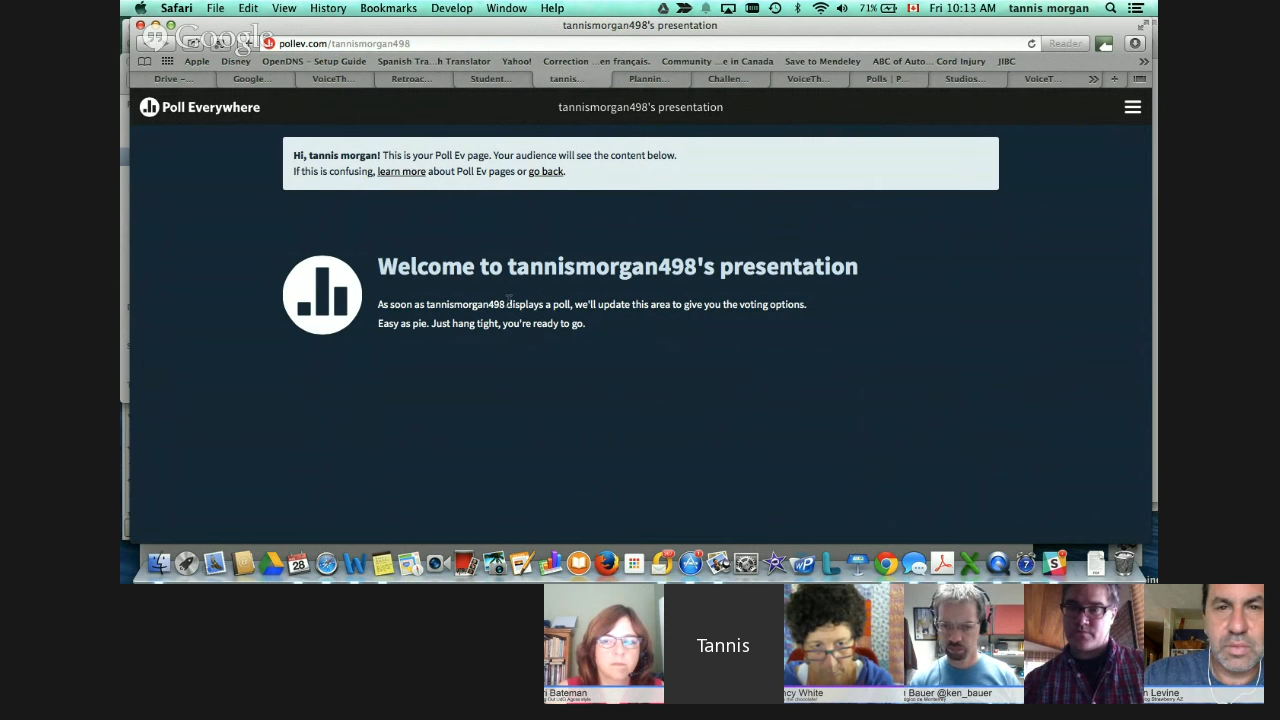 Safari File Edit View History Bookmarks Develop Window Help 71% Fri 10:13 AM tannis morgan
tannismorgan498's presentation
Google
pollev.com/tannismorgan498 Reader
Apple Disney OpenDNS – Setup Guide Spanish Tra...h Translator Yahoo! Correction ...en français. Community ...e in Canada Save to Mendeley ABC of Auto... Cord Injury JIBC
Drive –... Google... VoiceTh... Retroac... Student... tannis... Plannin... Challen... VoiceTh... Polls | P... Studios... VoiceT...
Poll Everywhere tannismorgan498's presentation
Hi, tannis morgan! This is your Poll Ev page. Your audience will see the content below.
If this is confusing, learn more about Poll Ev pages or go back.
Welcome to tannismorgan498's presentation
As soon as tannismorgan498 displays a poll, we'll update this area to give you the voting options.
Easy as pie. Just hang tight, you're ready to go.
28
Tannis
ri Bateman
ncy White
Bauer @ken_bauer
n Levine